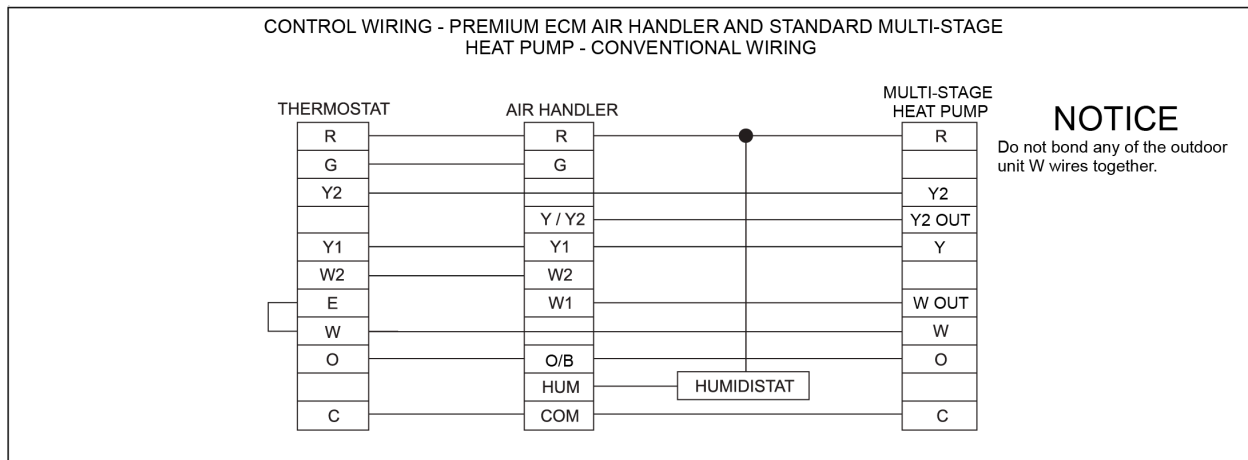 CONTROL WIRING - PREMIUM ECM AIR HANDLER AND STANDARD MULTI-STAGE
HEAT PUMP - CONVENTIONAL WIRING
THERMOSTAT
R
G
Y2
Y1
W2
E
W
O
C
AIR HANDLER
R
G
Y / Y2
Y1
W2
W1
O/B
HUM
COM
HUMIDISTAT
MULTI-STAGE
HEAT PUMP
R
Y2
Y2 OUT
Y
W OUT
W
O
C
NOTICE
Do not bond any of the outdoor
unit W wires together.